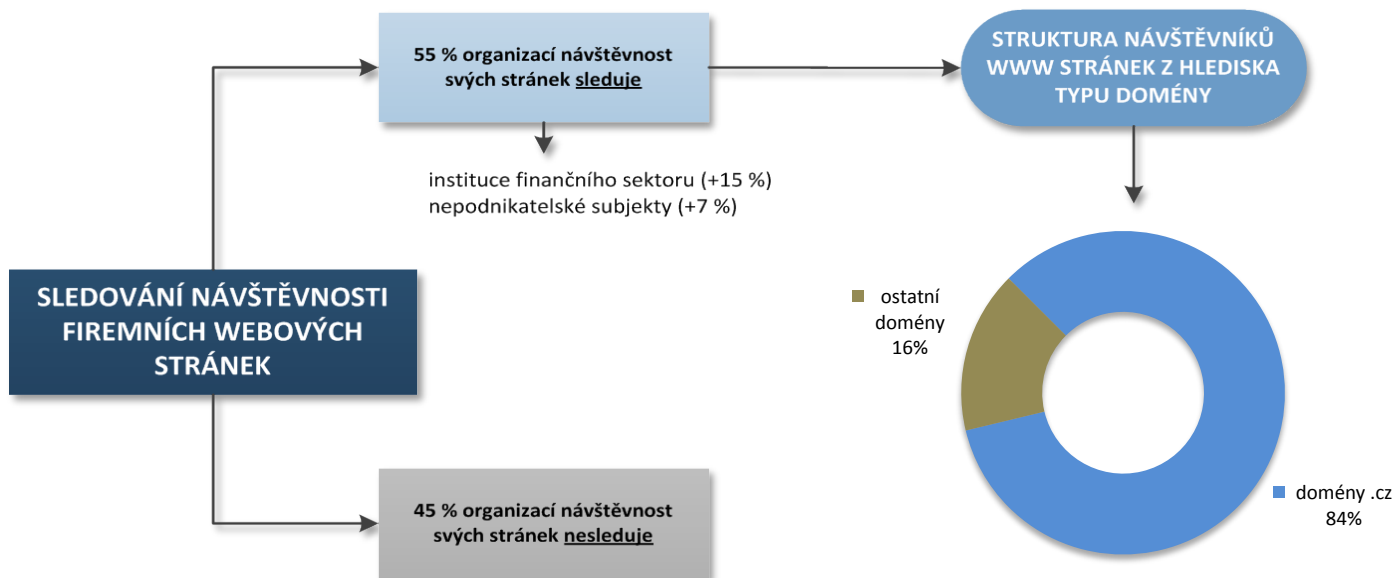 55 % organizací návštěvnost
svých stránek sleduje
STRUKTURA NÁVŠTĚVNÍKŮ
WWW STRÁNEK Z HLEDISKA
TYPU DOMÉNY
instituce finančního sektoru (+15 %)
nepodnikatelské subjekty (+7 %)
SLEDOVÁNÍ NÁVŠTĚVNOSTI
FIREMNÍCH WEBOVÝCH
STRÁNEK
ostatní
domény
16%
domény .cz
84%
45 % organizací návštěvnost
svých stránek nesleduje